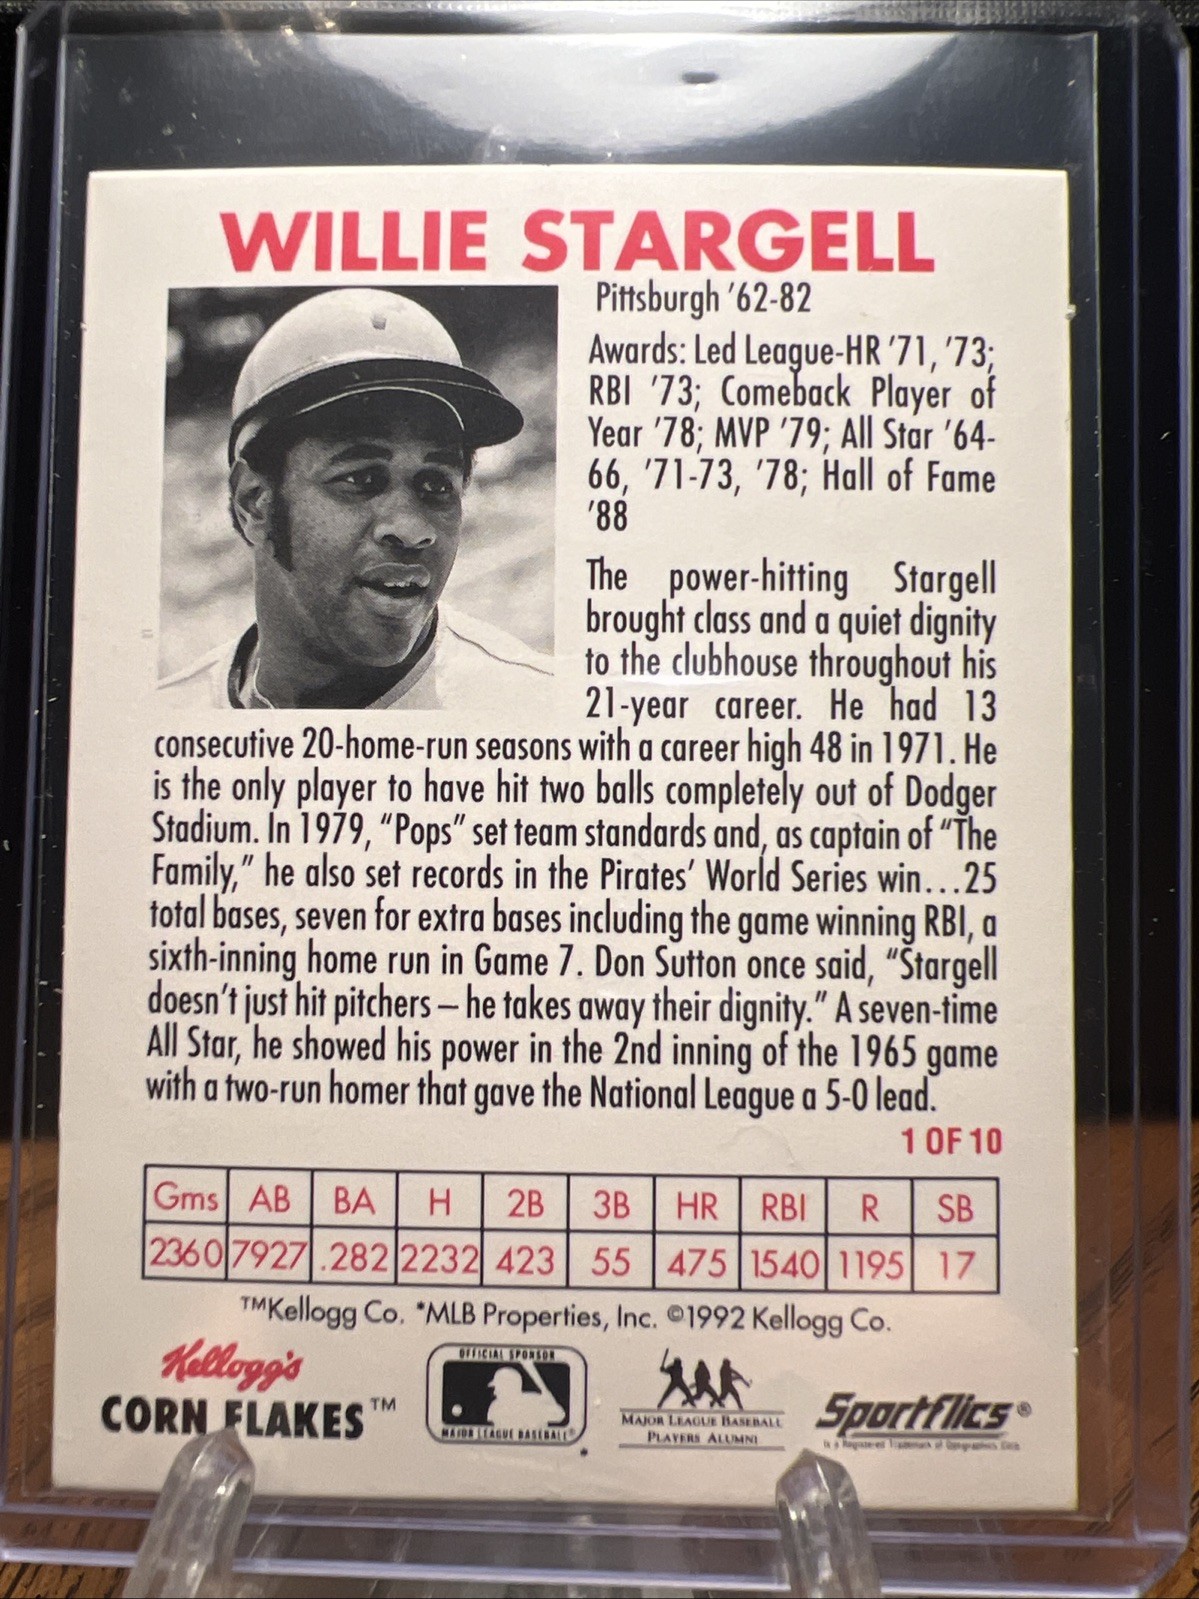 WILLIE STARGELL
Pittsburgh '62-82
Awards: Led League-HR '71, '73;
RBI '73; Comeback Player of
Year '78; MVP '79; All Star '64-
66, '71-73, '78; Hall of Fame
'88
The power-hitting Stargell
brought class and a quiet dignity
to the clubhouse throughout his
21-year career. He had 13
consecutive 20-home-run seasons with a career high 48 in 1971. He
is the only player to have hit two balls completely out of Dodger
Stadium. In 1979, "Pops" set team standards and, as captain of "The
Family," he also set records in the Pirates' World Series win...25
total bases, seven for extra bases including the game winning RBI, a
sixth-inning home run in Game 7. Don Sutton once said, "Stargell
doesn't just hit pitchers – he takes away their dignity." A seven-time
All Star, he showed his power in the 2nd inning of the 1965 game
with a two-run homer that gave the National League a 5-0 lead.
1 OF 10
Gms AB BA H 2B 3B HR RBI R SB
2360 7927 .282 2232 423 55 475 1540 1195 17
™Kellogg Co. *MLB Properties, Inc. ©1992 Kellogg Co.
Kellogg's
CORN FLAKES™
OFFICIAL SPONSOR
MAJOR LEAGUE BASEBALL®
MAJOR LEAGUE BASEBALL
PLAYERS ALUMNI
Sportflics®
Is a Registered Trademark of Optigraphics Corp.